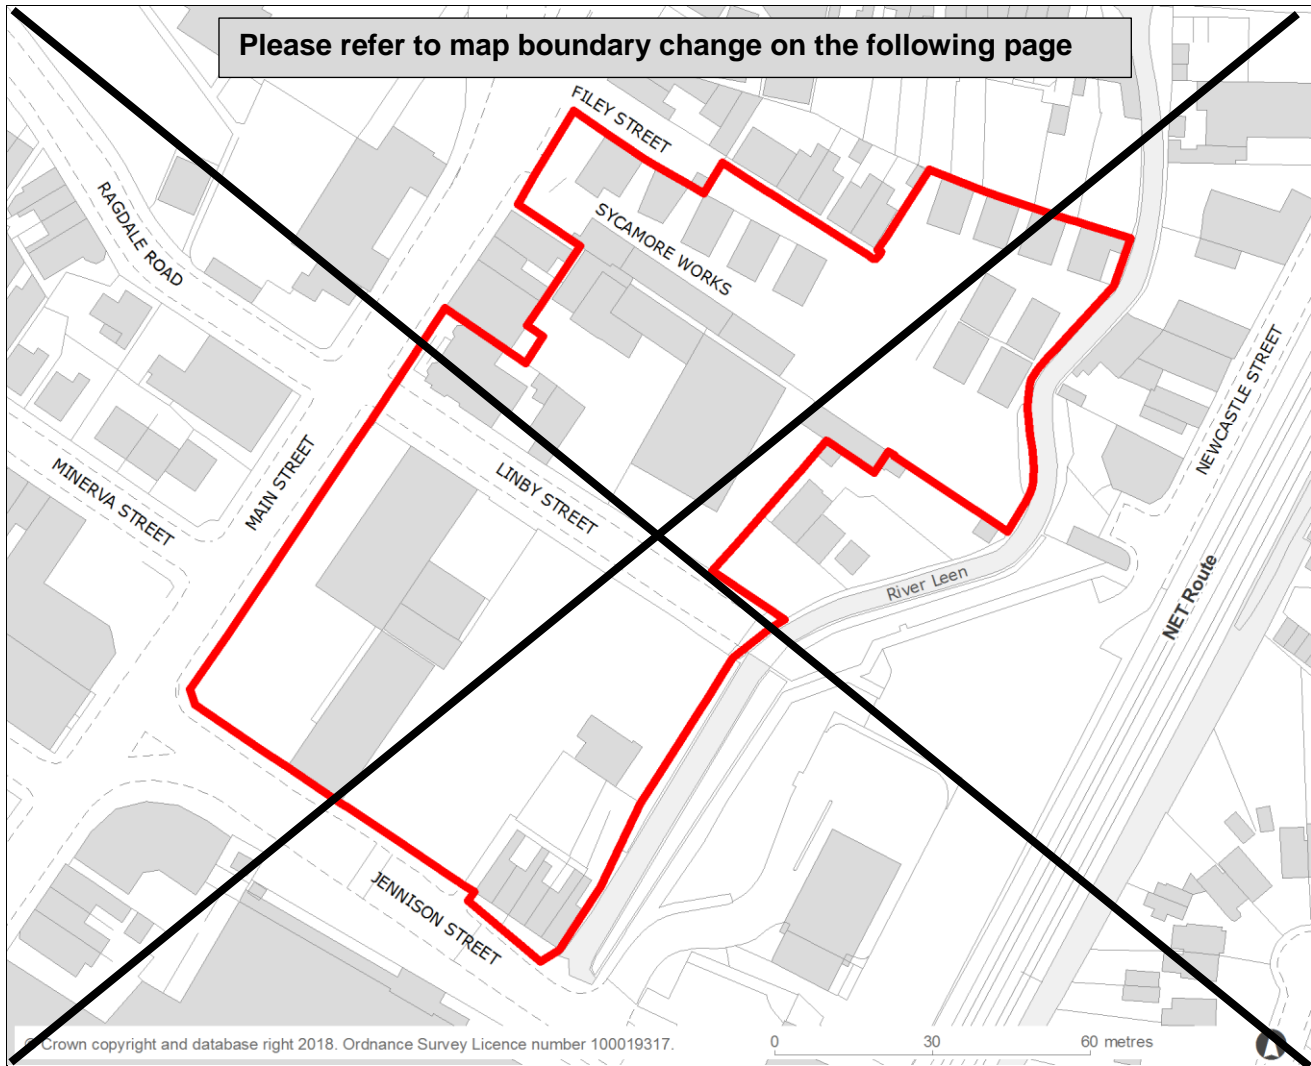 Please refer to map boundary change on the following page
FILEY STREET
RAGDALE ROAD
SYCAMORE WORKS
NEWCASTLE STREET
MAIN STREET
MINERVA STREET
LINBY STREET
River Leen
NET Route
JENNISON STREET
© Crown copyright and database right 2018. Ordnance Survey Licence number 100019317.
0 30 60 metres